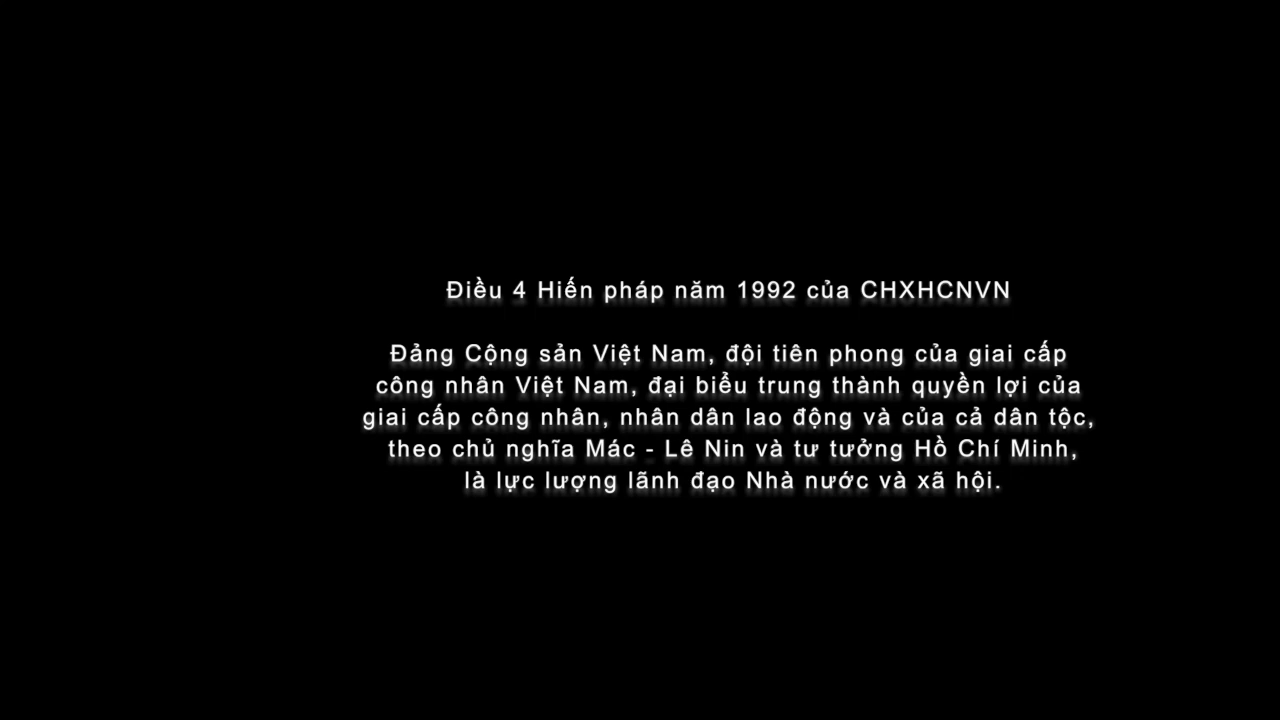 Điều 4 Hiến pháp năm 1992 của CHXHCNVN
Đảng Cộng sản Việt Nam, đội tiên phong của giai cấp
công nhân Việt Nam, đại biểu trung thành quyền lợi của
giai cấp công nhân, nhân dân lao động và của cả dân tộc,
theo chủ nghĩa Mác - Lê Nin và tư tưởng Hồ Chí Minh,
là lực lượng lãnh đạo Nhà nước và xã hội.